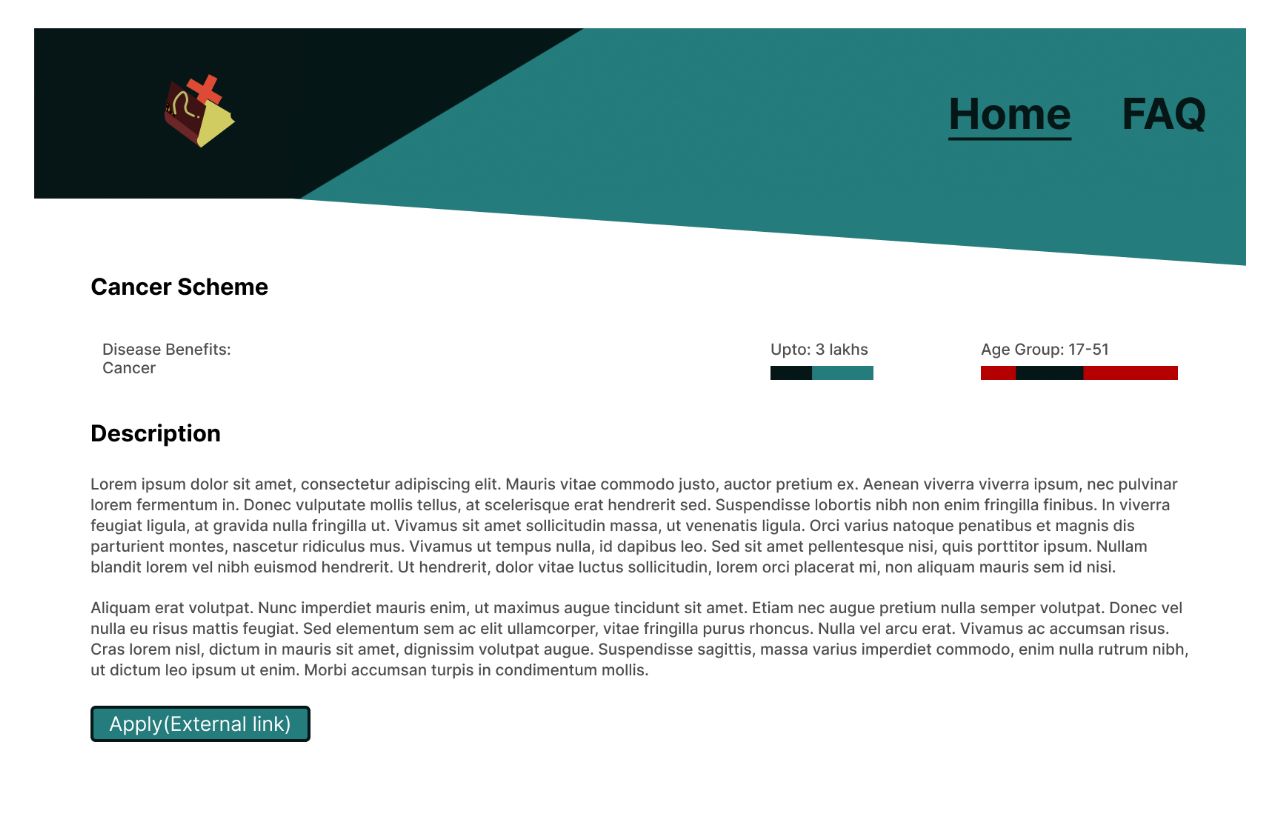 Home FAQ
Cancer Scheme
Disease Benefits:
Cancer
Upto: 3 lakhs
Age Group: 17-51
Description
Lorem ipsum dolor sit amet, consectetur adipiscing elit. Mauris vitae commodo justo, auctor pretium ex. Aenean viverra viverra ipsum, nec pulvinar
lorem fermentum in. Donec vulputate mollis tellus, at scelerisque erat hendrerit sed. Suspendisse lobortis nibh non enim fringilla finibus. In viverra
feugiat ligula, at gravida nulla fringilla ut. Vivamus sit amet sollicitudin massa, ut venenatis ligula. Orci varius natoque penatibus et magnis dis
parturient montes, nascetur ridiculus mus. Vivamus ut tempus nulla, id dapibus leo. Sed sit amet pellentesque nisi, quis porttitor ipsum. Nullam
blandit lorem vel nibh euismod hendrerit. Ut hendrerit, dolor vitae luctus sollicitudin, lorem orci placerat mi, non aliquam mauris sem id nisi.
Aliquam erat volutpat. Nunc imperdiet mauris enim, ut maximus augue tincidunt sit amet. Etiam nec augue pretium nulla semper volutpat. Donec vel
nulla eu risus mattis feugiat. Sed elementum sem ac elit ullamcorper, vitae fringilla purus rhoncus. Nulla vel arcu erat. Vivamus ac accumsan risus.
Cras lorem nisl, dictum in mauris sit amet, dignissim volutpat augue. Suspendisse sagittis, massa varius imperdiet commodo, enim nulla rutrum nibh,
ut dictum leo ipsum ut enim. Morbi accumsan turpis in condimentum mollis.
Apply(External link)